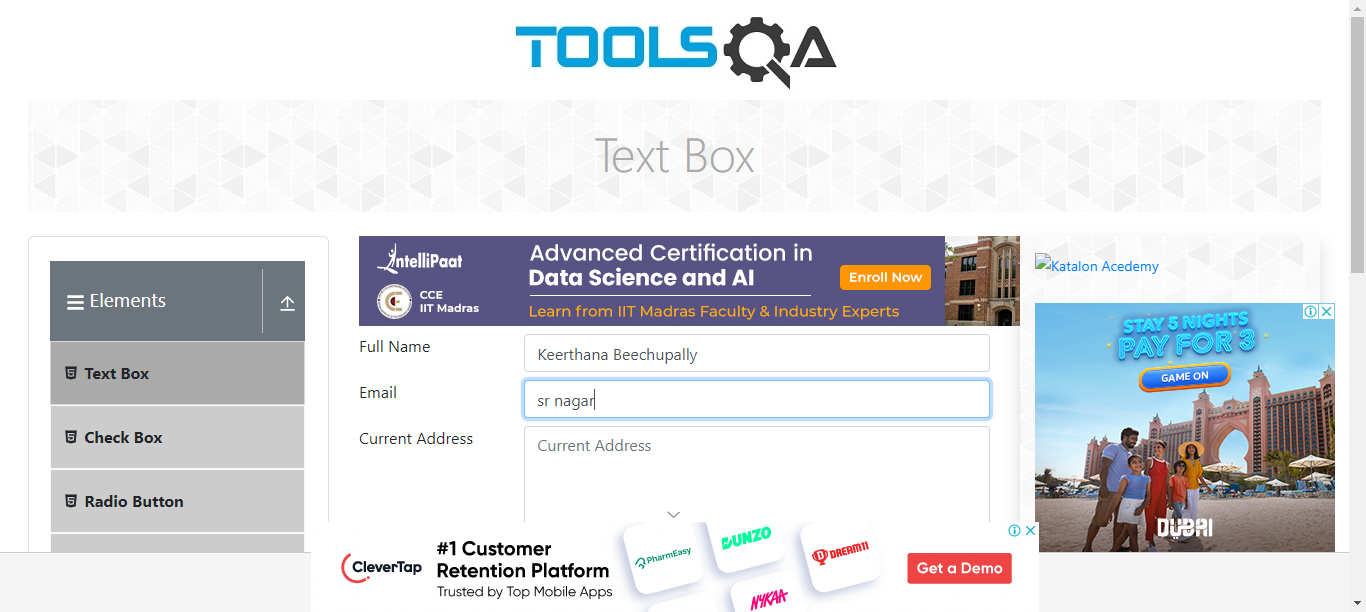 TOOLSQA
Text Box
Elements
Text Box
Check Box
Radio Button
IntelliPaat
CCE
IIT Madras
Advanced Certification in
Data Science and AI
Learn from IIT Madras Faculty & Industry Experts
Enroll Now
Full Name
Keerthana Beechupally
Email
sr nagar
Current Address
Current Address
Katalon Acedemy
STAY 5 NIGHTS
PAY FOR 3
GAME ON
DUBAI
CleverTap
#1 Customer
Retention Platform
Trusted by Top Mobile Apps
PharmEasy
DUNZO
DREAM11
NYKAA
Get a Demo